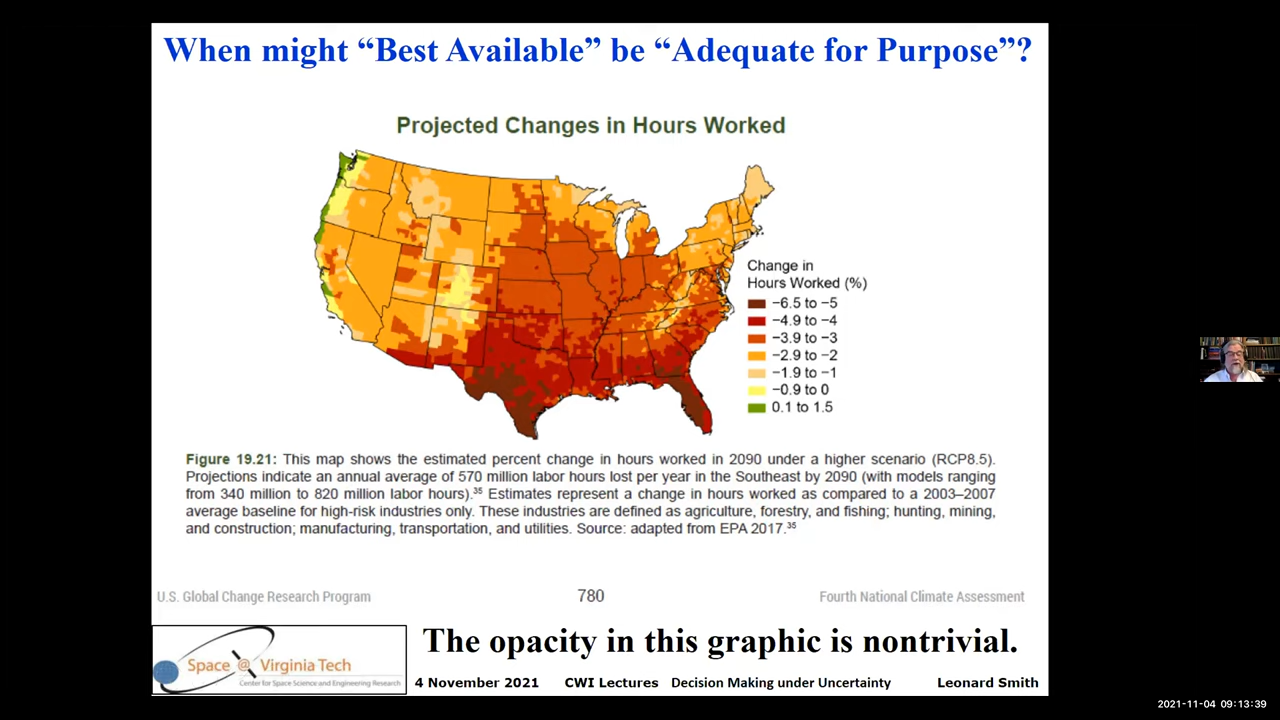 When might “Best Available” be “Adequate for Purpose”?
Projected Changes in Hours Worked
Change in
Hours Worked (%)
−6.5 to −5
−4.9 to −4
−3.9 to −3
−2.9 to −2
−1.9 to −1
−0.9 to 0
0.1 to 1.5
Figure 19.21: This map shows the estimated percent change in hours worked in 2090 under a higher scenario (RCP8.5).
Projections indicate an annual average of 570 million labor hours lost per year in the Southeast by 2090 (with models ranging
from 340 million to 820 million labor hours).³⁵ Estimates represent a change in hours worked as compared to a 2003–2007
average baseline for high-risk industries only. These industries are defined as agriculture, forestry, and fishing; hunting, mining,
and construction; manufacturing, transportation, and utilities. Source: adapted from EPA 2017.³⁵
U.S. Global Change Research Program 780 Fourth National Climate Assessment
The opacity in this graphic is nontrivial.
Space @ Virginia Tech
Center for Space Science and Engineering Research
4 November 2021 CWI Lectures Decision Making under Uncertainty Leonard Smith
2021-11-04 09:13:39